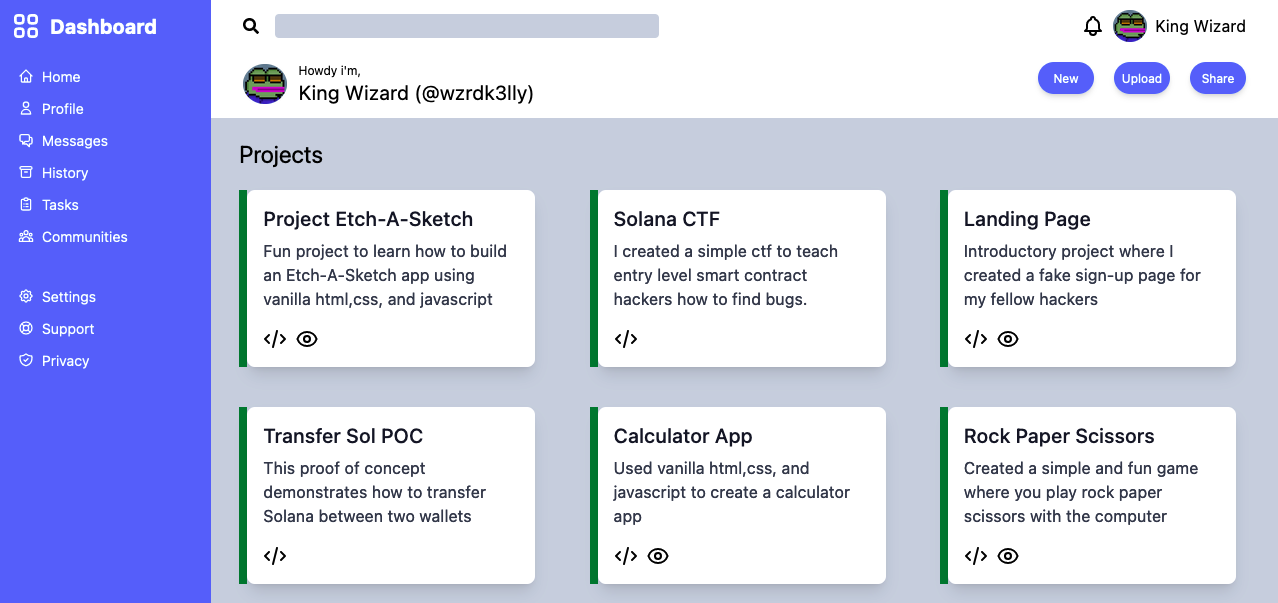 Dashboard
Home
Profile
Messages
History
Tasks
Communities
Settings
Support
Privacy
King Wizard
Howdy i'm,
King Wizard (@wzrdk3lly)
New
Upload
Share
Projects
Project Etch-A-Sketch
Fun project to learn how to build
an Etch-A-Sketch app using
vanilla html,css, and javascript
Solana CTF
I created a simple ctf to teach
entry level smart contract
hackers how to find bugs.
Landing Page
Introductory project where I
created a fake sign-up page for
my fellow hackers
Transfer Sol POC
This proof of concept
demonstrates how to transfer
Solana between two wallets
Calculator App
Used vanilla html,css, and
javascript to create a calculator
app
Rock Paper Scissors
Created a simple and fun game
where you play rock paper
scissors with the computer